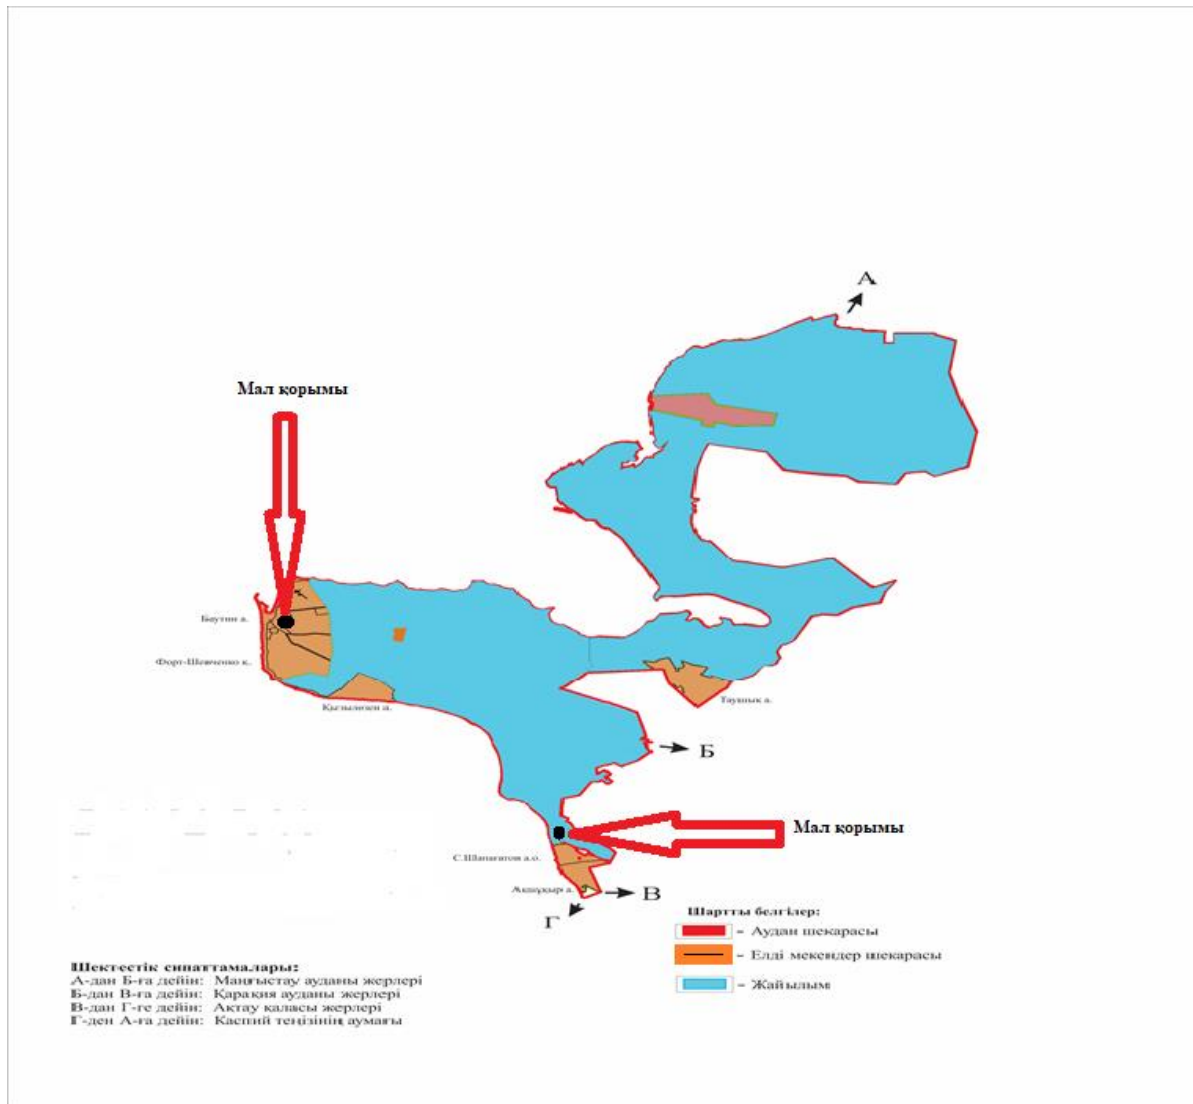 А
Мал қорымы
Баутин а.
Форт-Шевченко қ.
Қызылөзен а.
Таушық а.
Б
Мал қорымы
С.Шапағатов а.о.
Ақшұқыр а.
В
Г
Шартты белгілер:
- Аудан шекарасы
- Елді мекендер шекарасы
- Жайылым
Шектестік сипаттамалары:
А-дан Б-ға дейін: Маңғыстау ауданы жерлері
Б-дан В-ға дейін: Қарақия ауданы жерлері
В-дан Г-ге дейін: Ақтау қаласы жерлері
Г-ден А-ға дейін: Каспий теңізінің аумағы